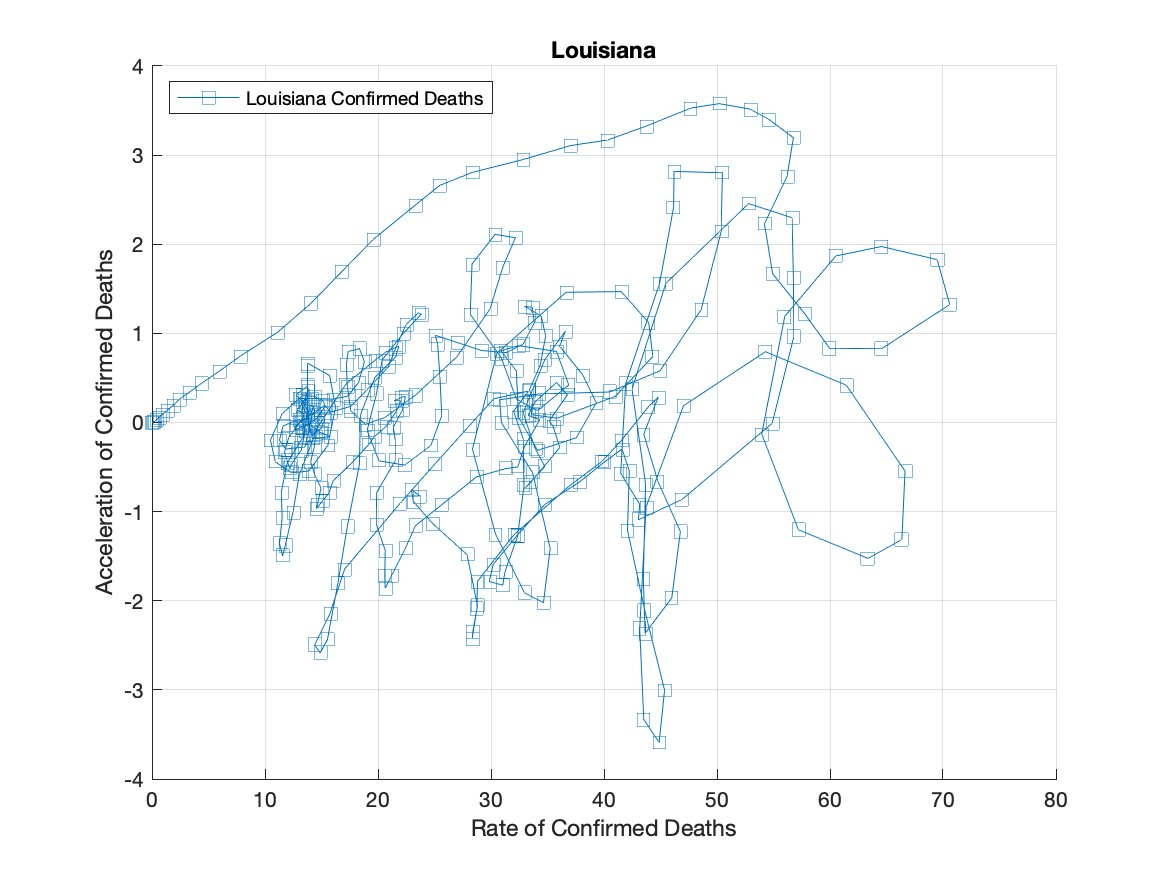 Louisiana
Louisiana Confirmed Deaths
4
3
2
1
0
-1
-2
-3
-4
Acceleration of Confirmed Deaths
0 10 20 30 40 50 60 70 80
Rate of Confirmed Deaths